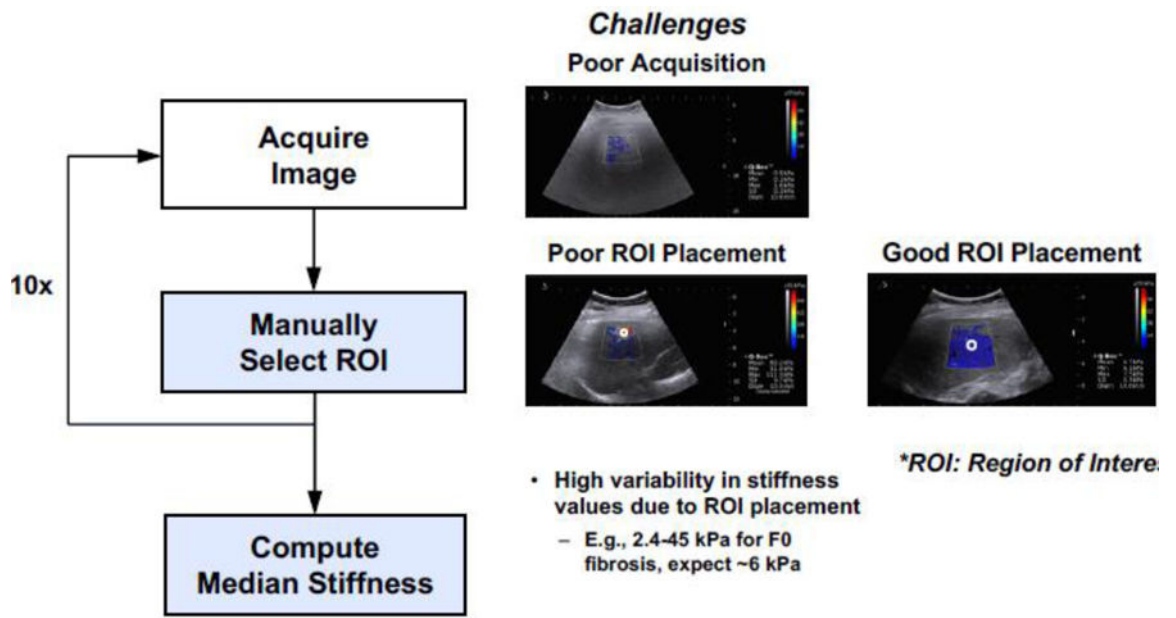 Challenges
Poor Acquisition
Acquire
Image
10x
Manually
Select ROI
Compute
Median Stiffness
Poor ROI Placement
Good ROI Placement
• High variability in stiffness
values due to ROI placement
– E.g., 2.4-45 kPa for F0
fibrosis, expect ~6 kPa
*ROI: Region of Interes